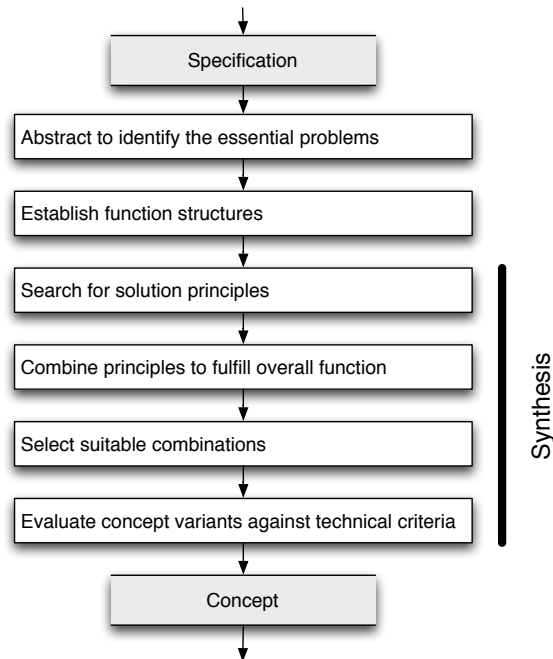 Specification
Abstract to identify the essential problems
Establish function structures
Search for solution principles
Combine principles to fulfill overall function
Select suitable combinations
Evaluate concept variants against technical criteria
Concept
Synthesis